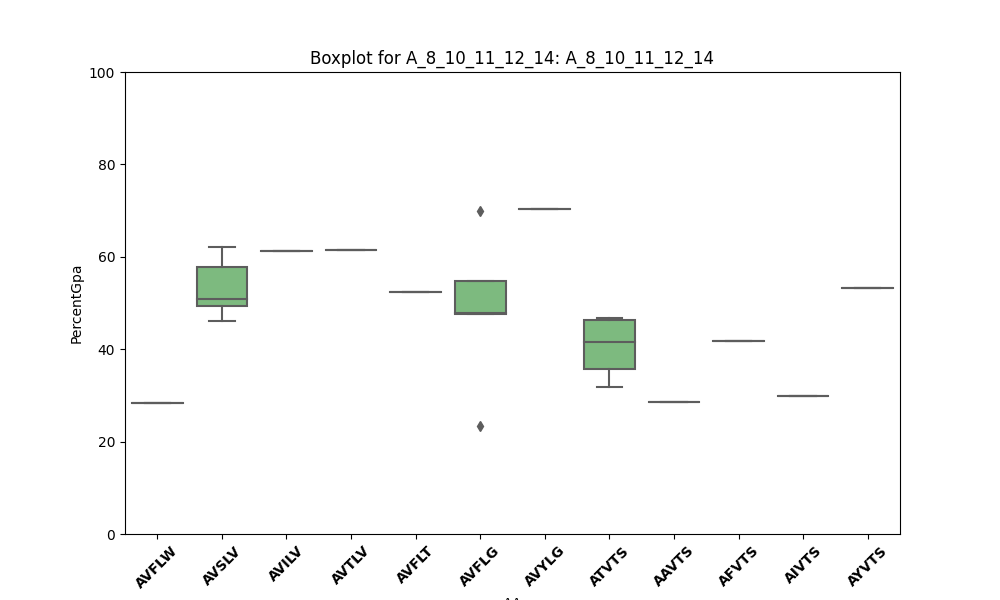 Boxplot for A_8_10_11_12_14: A_8_10_11_12_14
100
80
60
40
20
0
PercentGpa
AVFLW AVSLV AVILV AVTLV AVFLT AVFLG AVYLG ATVTS AAVTS AFVTS AIVTS AYVTS